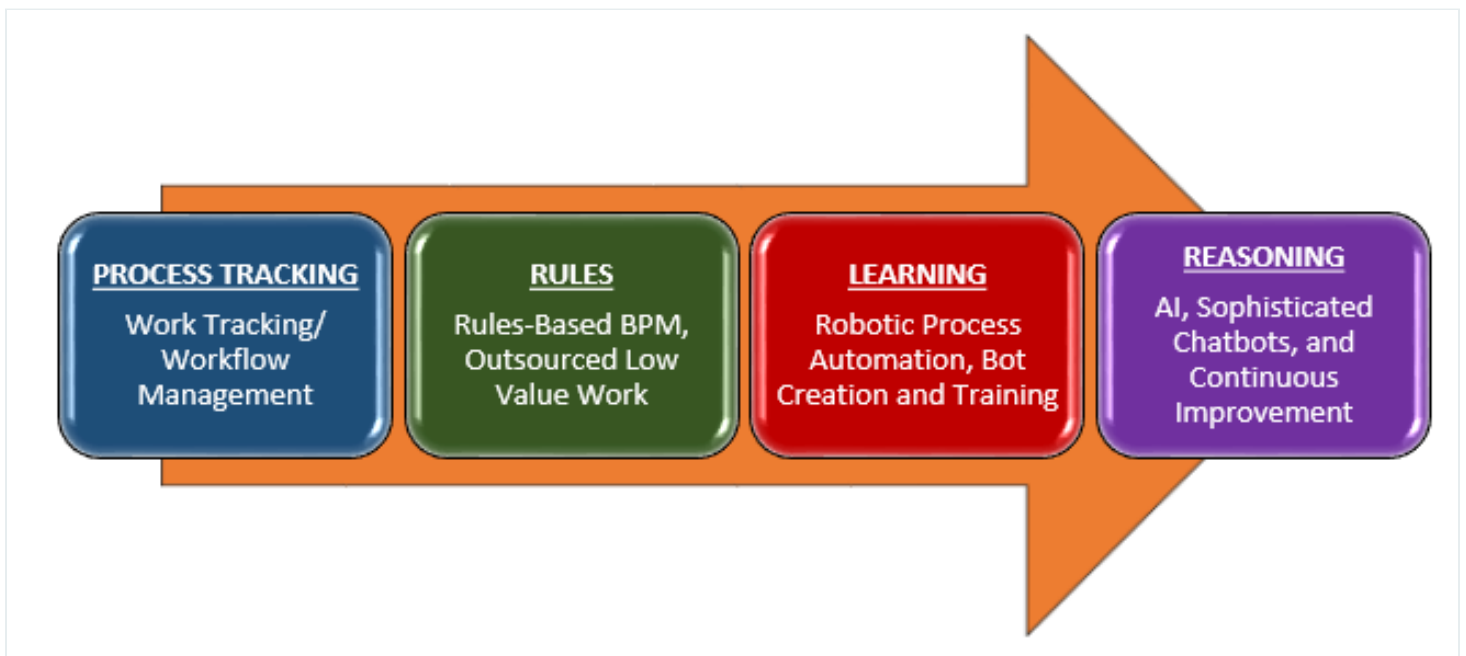 PROCESS TRACKING
Work Tracking/
Workflow
Management
RULES
Rules-Based BPM,
Outsourced Low
Value Work
LEARNING
Robotic Process
Automation, Bot
Creation and Training
REASONING
AI, Sophisticated
Chatbots, and
Continuous
Improvement